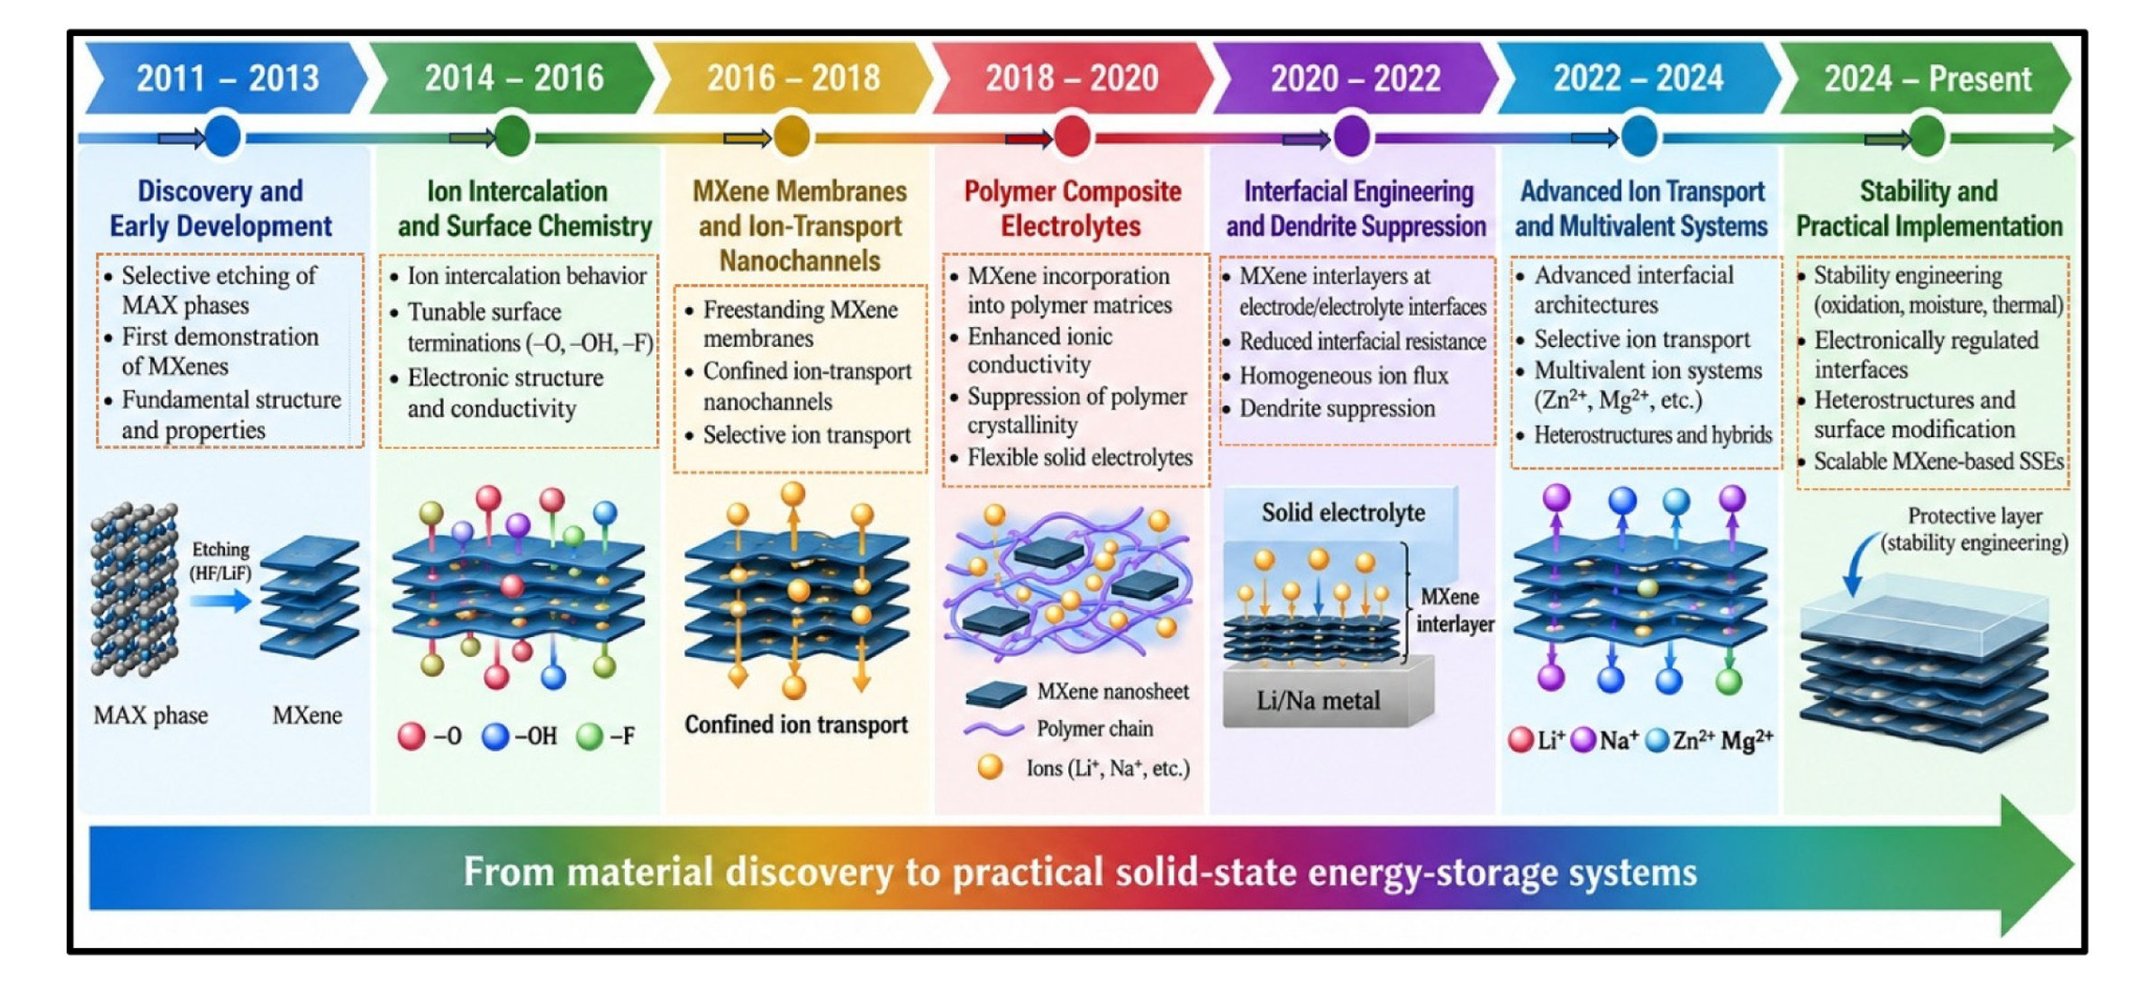 2011 – 2013
2014 – 2016
2016 – 2018
2018 – 2020
2020 – 2022
2022 – 2024
2024 – Present
Discovery and
Early Development
• Selective etching of
MAX phases
• First demonstration
of MXenes
• Fundamental structure
and properties
Etching
(HF/LiF)
MAX phase
MXene
Ion Intercalation
and Surface Chemistry
• Ion intercalation behavior
• Tunable surface
terminations (–O, –OH, –F)
• Electronic structure
and conductivity
–O –OH –F
MXene Membranes
and Ion-Transport
Nanochannels
• Freestanding MXene
membranes
• Confined ion-transport
nanochannels
• Selective ion transport
Confined ion transport
Polymer Composite
Electrolytes
• MXene incorporation
into polymer matrices
• Enhanced ionic
conductivity
• Suppression of polymer
crystallinity
• Flexible solid electrolytes
MXene nanosheet
Polymer chain
Ions (Li⁺, Na⁺, etc.)
Interfacial Engineering
and Dendrite Suppression
• MXene interlayers at
electrode/electrolyte interfaces
• Reduced interfacial resistance
• Homogeneous ion flux
• Dendrite suppression
Solid electrolyte
MXene
interlayer
Li/Na metal
Advanced Ion Transport
and Multivalent Systems
• Advanced interfacial
architectures
• Selective ion transport
• Multivalent ion systems
(Zn²⁺, Mg²⁺, etc.)
• Heterostructures and hybrids
Li⁺ Na⁺ Zn²⁺ Mg²⁺
Stability and
Practical Implementation
• Stability engineering
(oxidation, moisture, thermal)
• Electronically regulated
interfaces
• Heterostructures and
surface modification
• Scalable MXene-based SSEs
Protective layer
(stability engineering)
From material discovery to practical solid-state energy-storage systems